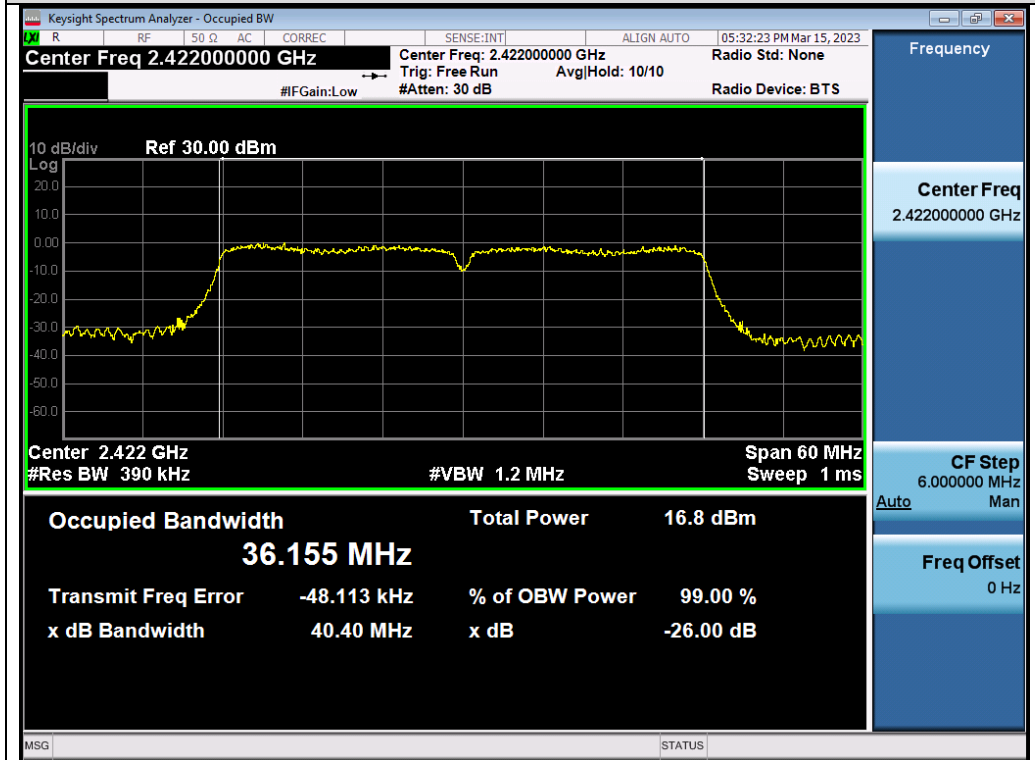 Keysight Spectrum Analyzer - Occupied BW
LXI R RF 50 Ω AC CORREC SENSE:INT ALIGN AUTO 05:32:23 PM Mar 15, 2023
Center Freq 2.422000000 GHz
#IFGain:Low
Center Freq: 2.422000000 GHz
Trig: Free Run Avg|Hold: 10/10
#Atten: 30 dB
Radio Std: None
Radio Device: BTS
10 dB/div Ref 30.00 dBm
Log
20.0
10.0
0.00
-10.0
-20.0
-30.0
-40.0
-50.0
-60.0
Center 2.422 GHz Span 60 MHz
#Res BW 390 kHz #VBW 1.2 MHz Sweep 1 ms
Occupied Bandwidth Total Power 16.8 dBm
36.155 MHz
Transmit Freq Error -48.113 kHz % of OBW Power 99.00 %
x dB Bandwidth 40.40 MHz x dB -26.00 dB
Frequency
Center Freq
2.422000000 GHz
CF Step
6.000000 MHz
Auto Man
Freq Offset
0 Hz
MSG STATUS